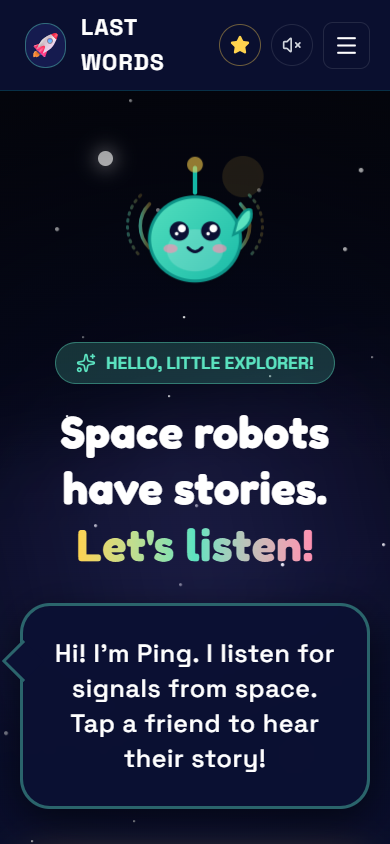 LAST
WORDS
HELLO, LITTLE EXPLORER!
Space robots
have stories.
Let's listen!
Hi! I'm Ping. I listen for
signals from space.
Tap a friend to hear
their story!